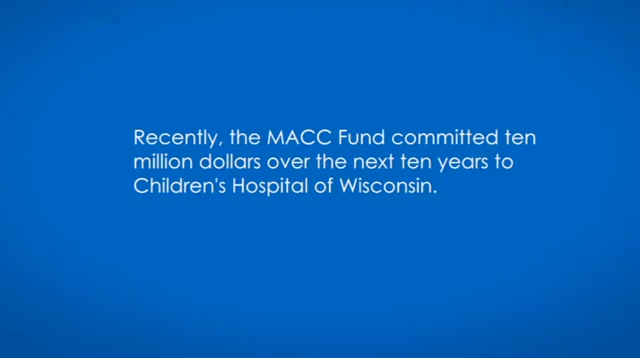 Recently, the MACC Fund committed ten
million dollars over the next ten years to
Children's Hospital of Wisconsin.